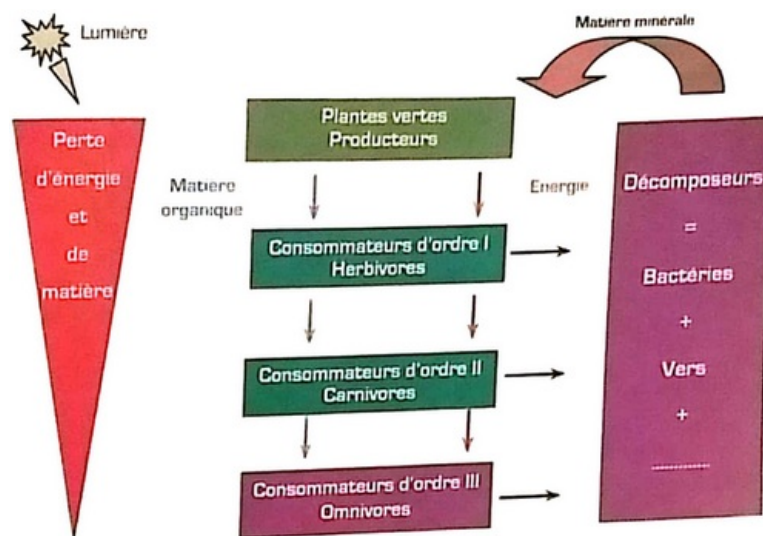 Lumière
Matière minérale
Perte
d'énergie
et
de
matière
Plantes vertes
Producteurs
Matière
organique
Energie
Consommateurs d'ordre I
Herbivores
Consommateurs d'ordre II
Carnivores
Consommateurs d'ordre III
Omnivores
Décomposeurs
=
Bactéries
+
Vers
+
............